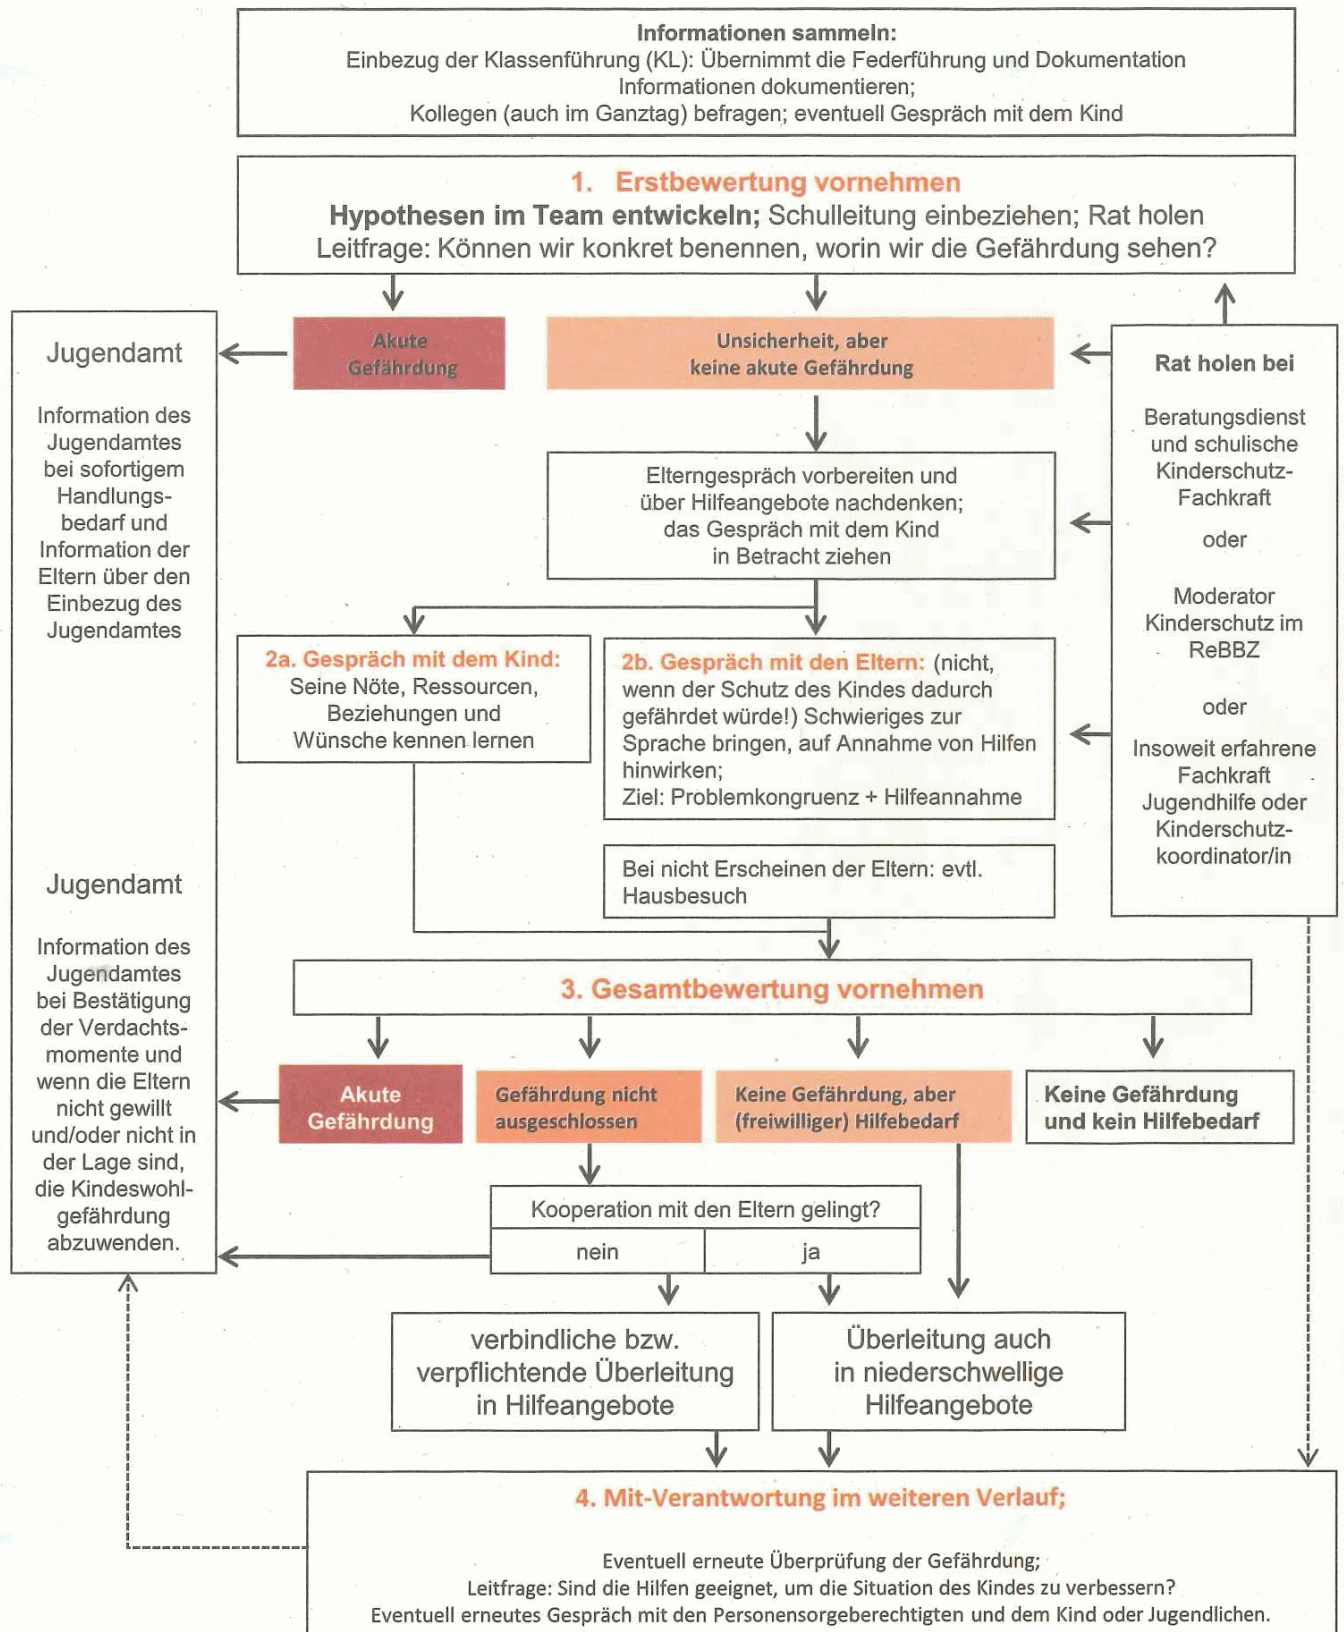 Informationen sammeln:
Einbezug der Klassenführung (KL): Übernimmt die Federführung und Dokumentation
Informationen dokumentieren;
Kollegen (auch im Ganztag) befragen; eventuell Gespräch mit dem Kind
1. Erstbewertung vornehmen
Hypothesen im Team entwickeln; Schulleitung einbeziehen; Rat holen
Leitfrage: Können wir konkret benennen, worin wir die Gefährdung sehen?
Jugendamt
Information des
Jugendamtes
bei sofortigem
Handlungs-
bedarf und
Information der
Eltern über den
Einbezug des
Jugendamtes
Akute
Gefährdung
Unsicherheit, aber
keine akute Gefährdung
Rat holen bei
Beratungsdienst
und schulische
Kinderschutz-
Fachkraft
oder
Moderator
Kinderschutz im
ReBBZ
oder
Insoweit erfahrene
Fachkraft
Jugendhilfe oder
Kinderschutz-
koordinator/in
Elterngespräch vorbereiten und
über Hilfeangebote nachdenken;
das Gespräch mit dem Kind
in Betracht ziehen
2a. Gespräch mit dem Kind:
Seine Nöte, Ressourcen,
Beziehungen und
Wünsche kennen lernen
2b. Gespräch mit den Eltern: (nicht,
wenn der Schutz des Kindes dadurch
gefährdet würde!) Schwieriges zur
Sprache bringen, auf Annahme von Hilfen
hinwirken;
Ziel: Problemkongruenz + Hilfeannahme
Bei nicht Erscheinen der Eltern: evtl.
Hausbesuch
Jugendamt
Information des
Jugendamtes
bei Bestätigung
der Verdachts-
momente und
wenn die Eltern
nicht gewillt
und/oder nicht in
der Lage sind,
die Kindeswohl-
gefährdung
abzuwenden.
3. Gesamtbewertung vornehmen
Akute
Gefährdung
Gefährdung nicht
ausgeschlossen
Keine Gefährdung, aber
(freiwilliger) Hilfebedarf
Keine Gefährdung
und kein Hilfebedarf
Kooperation mit den Eltern gelingt?
nein
ja
verbindliche bzw.
verpflichtende Überleitung
in Hilfeangebote
Überleitung auch
in niederschwellige
Hilfeangebote
4. Mit-Verantwortung im weiteren Verlauf;
Eventuell erneute Überprüfung der Gefährdung;
Leitfrage: Sind die Hilfen geeignet, um die Situation des Kindes zu verbessern?
Eventuell erneutes Gespräch mit den Personensorgeberechtigten und dem Kind oder Jugendlichen.